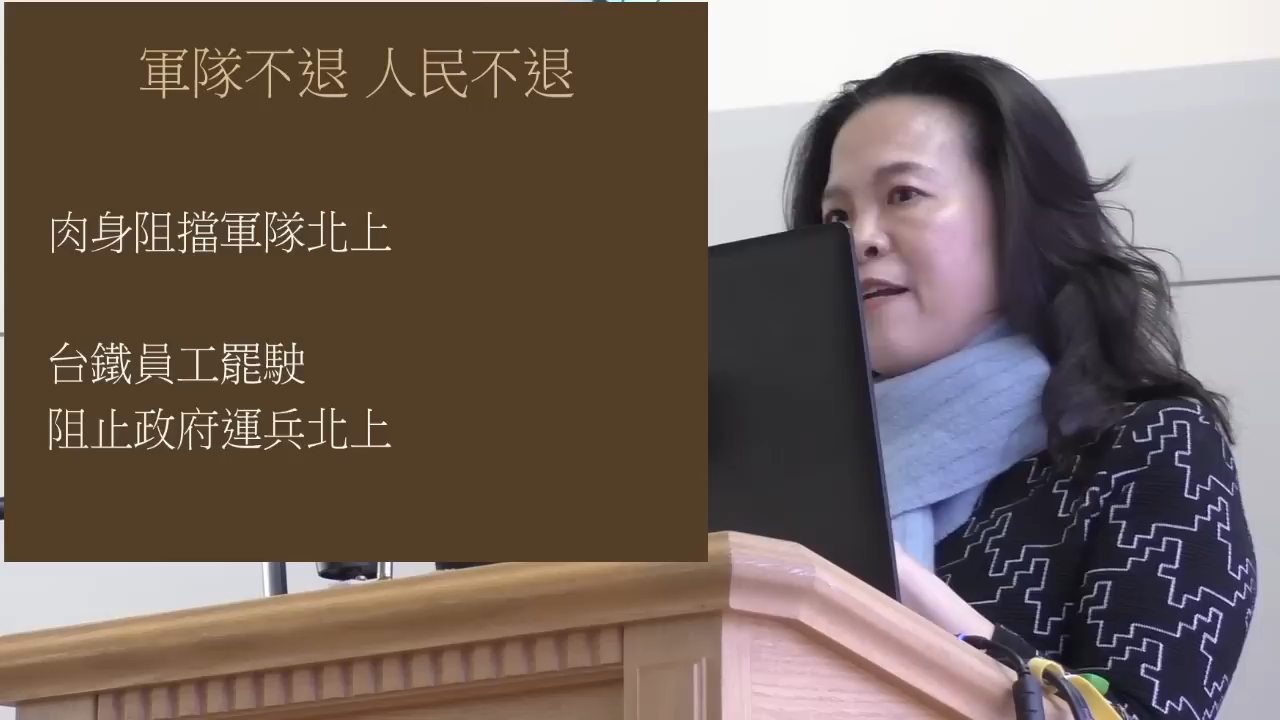 軍隊不退 人民不退
肉身阻擋軍隊北上
台鐵員工罷駛
阻止政府運兵北上